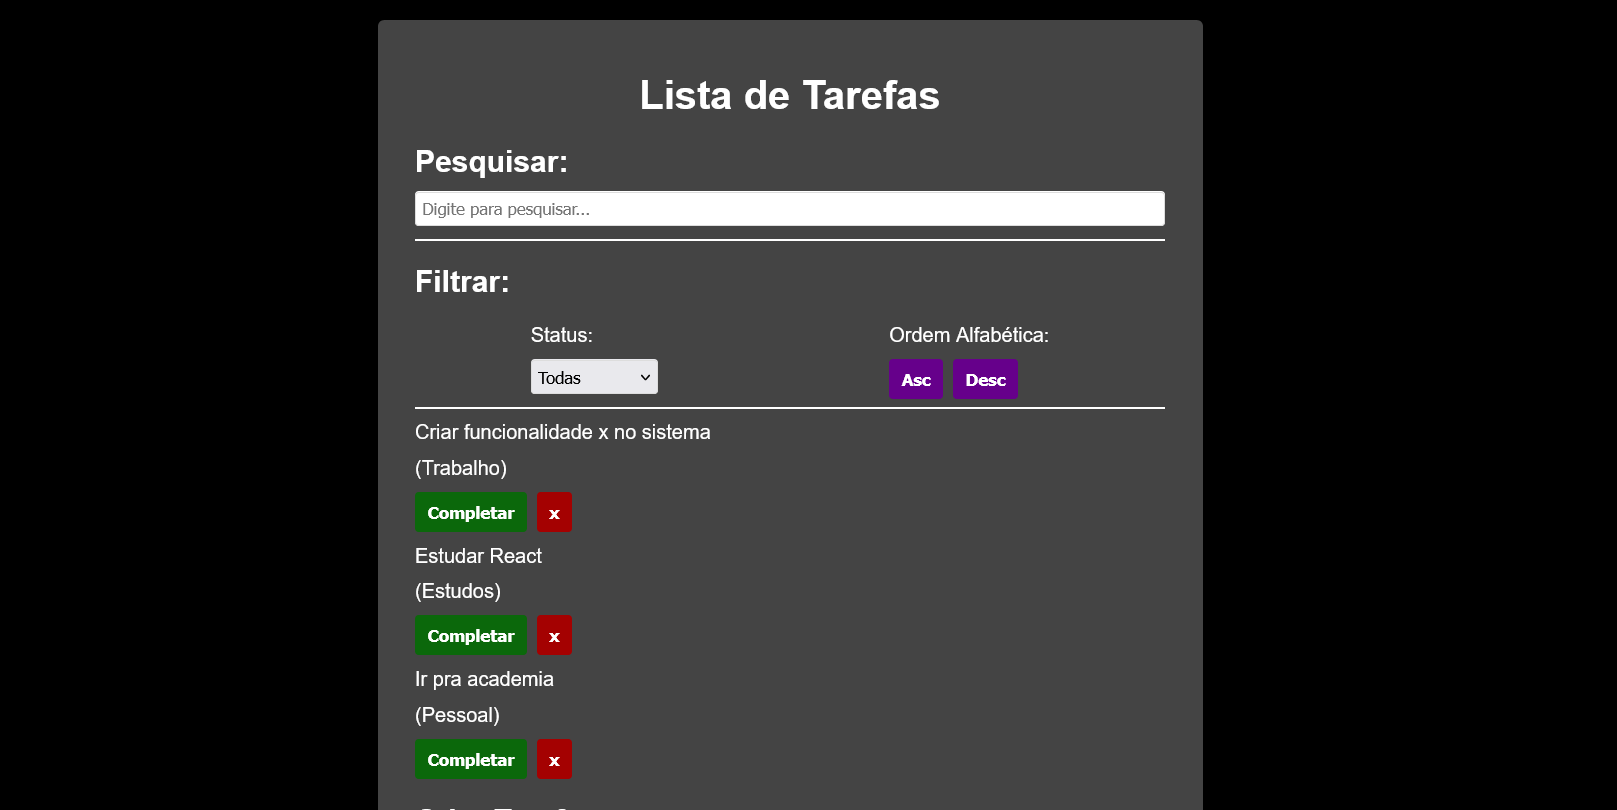 Lista de Tarefas
Pesquisar:
Digite para pesquisar...
Filtrar:
Status:
Ordem Alfabética:
Todas
Asc Desc
Criar funcionalidade x no sistema
(Trabalho)
Completar x
Estudar React
(Estudos)
Completar x
Ir pra academia
(Pessoal)
Completar x